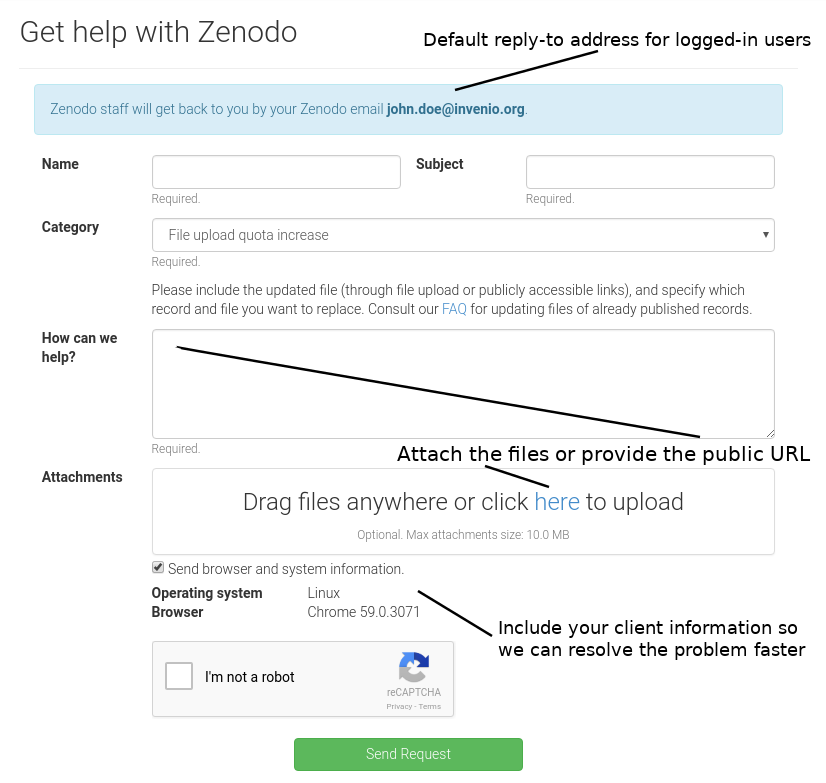 Get help with Zenodo
Default reply-to address for logged-in users
Zenodo staff will get back to you by your Zenodo email john.doe@invenio.org.
Name
Required.
Subject
Required.
Category
File upload quota increase
Required.
Please include the updated file (through file upload or publicly accessible links), and specify which
record and file you want to replace. Consult our FAQ for updating files of already published records.
How can we
help?
Required.
Attach the files or provide the public URL
Attachments
Drag files anywhere or click here to upload
Optional. Max attachments size: 10.0 MB
Send browser and system information.
Operating system Linux
Browser Chrome 59.0.3071
Include your client information so
we can resolve the problem faster
I'm not a robot
reCAPTCHA
Privacy - Terms
Send Request